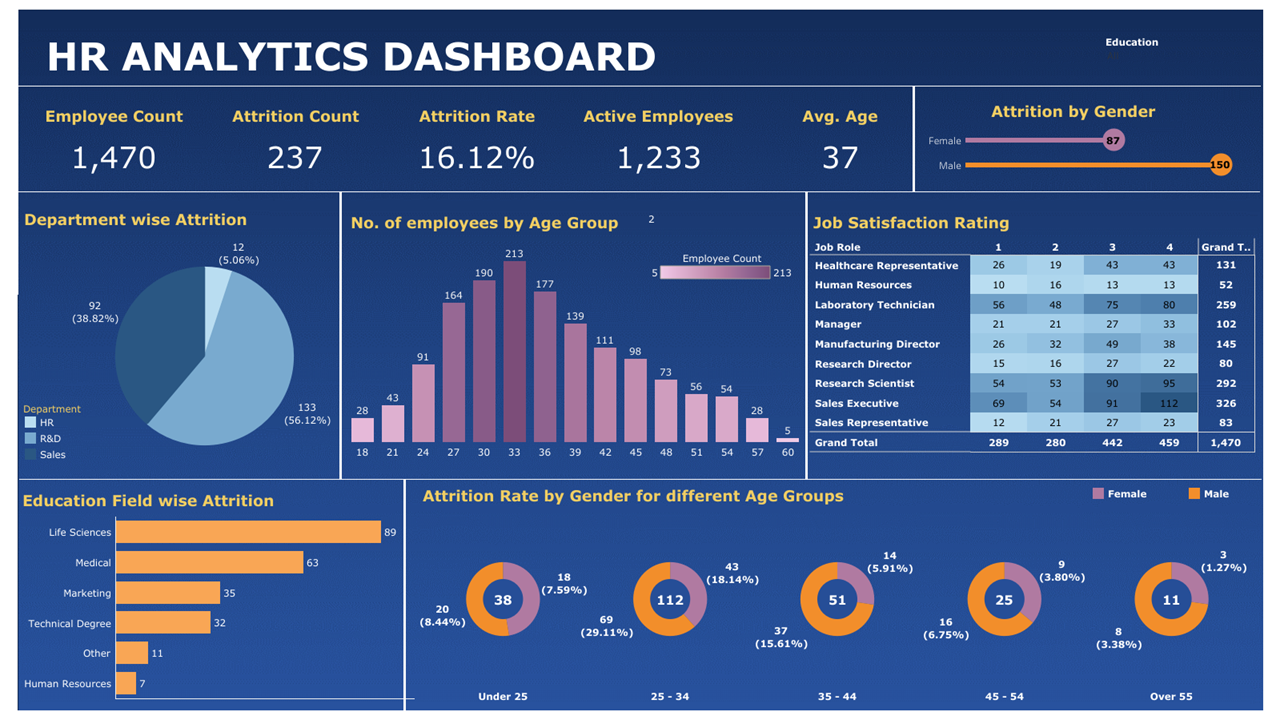 HR ANALYTICS DASHBOARD
Education
Employee Count
1,470
Attrition Count
237
Attrition Rate
16.12%
Active Employees
1,233
Avg. Age
37
Attrition by Gender
Female 87
Male 150
Department wise Attrition
12
(5.06%)
92
(38.82%)
133
(56.12%)
Department
HR
R&D
Sales
No. of employees by Age Group
2
Employee Count
5 213
28 43 91 164 190 213 177 139 111 98 73 56 54 28 5
18 21 24 27 30 33 36 39 42 45 48 51 54 57 60
Job Satisfaction Rating
Job Role 1 2 3 4 Grand T..
Healthcare Representative 26 19 43 43 131
Human Resources 10 16 13 13 52
Laboratory Technician 56 48 75 80 259
Manager 21 21 27 33 102
Manufacturing Director 26 32 49 38 145
Research Director 15 16 27 22 80
Research Scientist 54 53 90 95 292
Sales Executive 69 54 91 112 326
Sales Representative 12 21 27 23 83
Grand Total 289 280 442 459 1,470
Education Field wise Attrition
Life Sciences 89
Medical 63
Marketing 35
Technical Degree 32
Other 11
Human Resources 7
Attrition Rate by Gender for different Age Groups
Female
Male
18
(7.59%)
38
20
(8.44%)
Under 25
43
(18.14%)
112
69
(29.11%)
25 - 34
14
(5.91%)
51
37
(15.61%)
35 - 44
9
(3.80%)
25
16
(6.75%)
45 - 54
3
(1.27%)
11
8
(3.38%)
Over 55